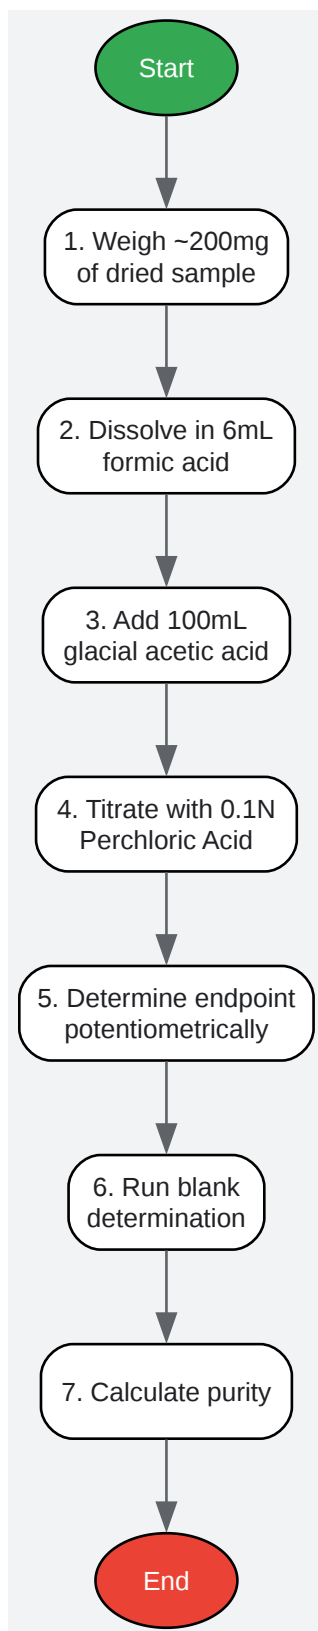 Start
1. Weigh ~200mg
of dried sample
2. Dissolve in 6mL
formic acid
3. Add 100mL
glacial acetic acid
4. Titrate with 0.1N
Perchloric Acid
5. Determine endpoint
potentiometrically
6. Run blank
determination
7. Calculate purity
End